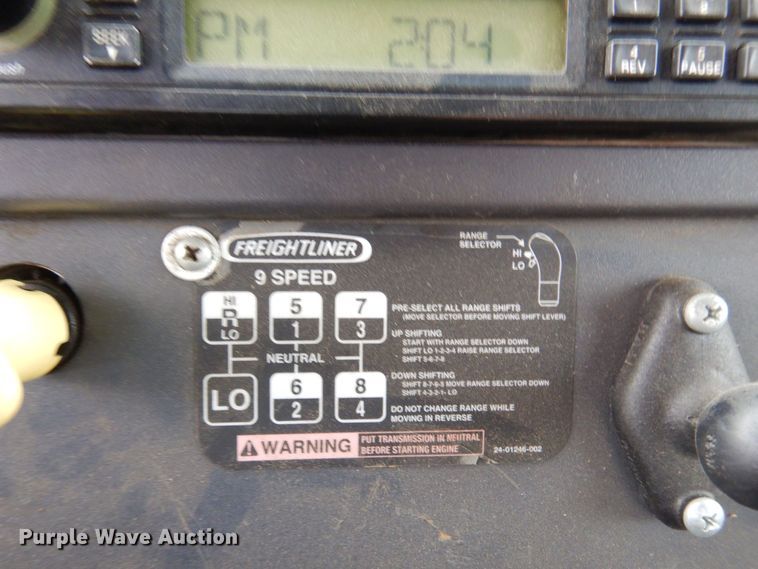 SEEK
PM 2:04
4 5
REV PAUSE
FREIGHTLINER
9 SPEED
RANGE
SELECTOR
HI
LO
HI
R
LO
5
1
7
3
NEUTRAL
LO
6
2
8
4
PRE-SELECT ALL RANGE SHIFTS
(MOVE SELECTOR BEFORE MOVING SHIFT LEVER)
UP SHIFTING
START WITH RANGE SELECTOR DOWN
SHIFT LO 1-2-3-4 RAISE RANGE SELECTOR
SHIFT 5-6-7-8
DOWN SHIFTING
SHIFT 8-7-6-5 MOVE RANGE SELECTOR DOWN
SHIFT 4-3-2-1- LO
DO NOT CHANGE RANGE WHILE
MOVING IN REVERSE
WARNING
PUT TRANSMISSION IN NEUTRAL
BEFORE STARTING ENGINE
24-01246-002
Purple Wave Auction